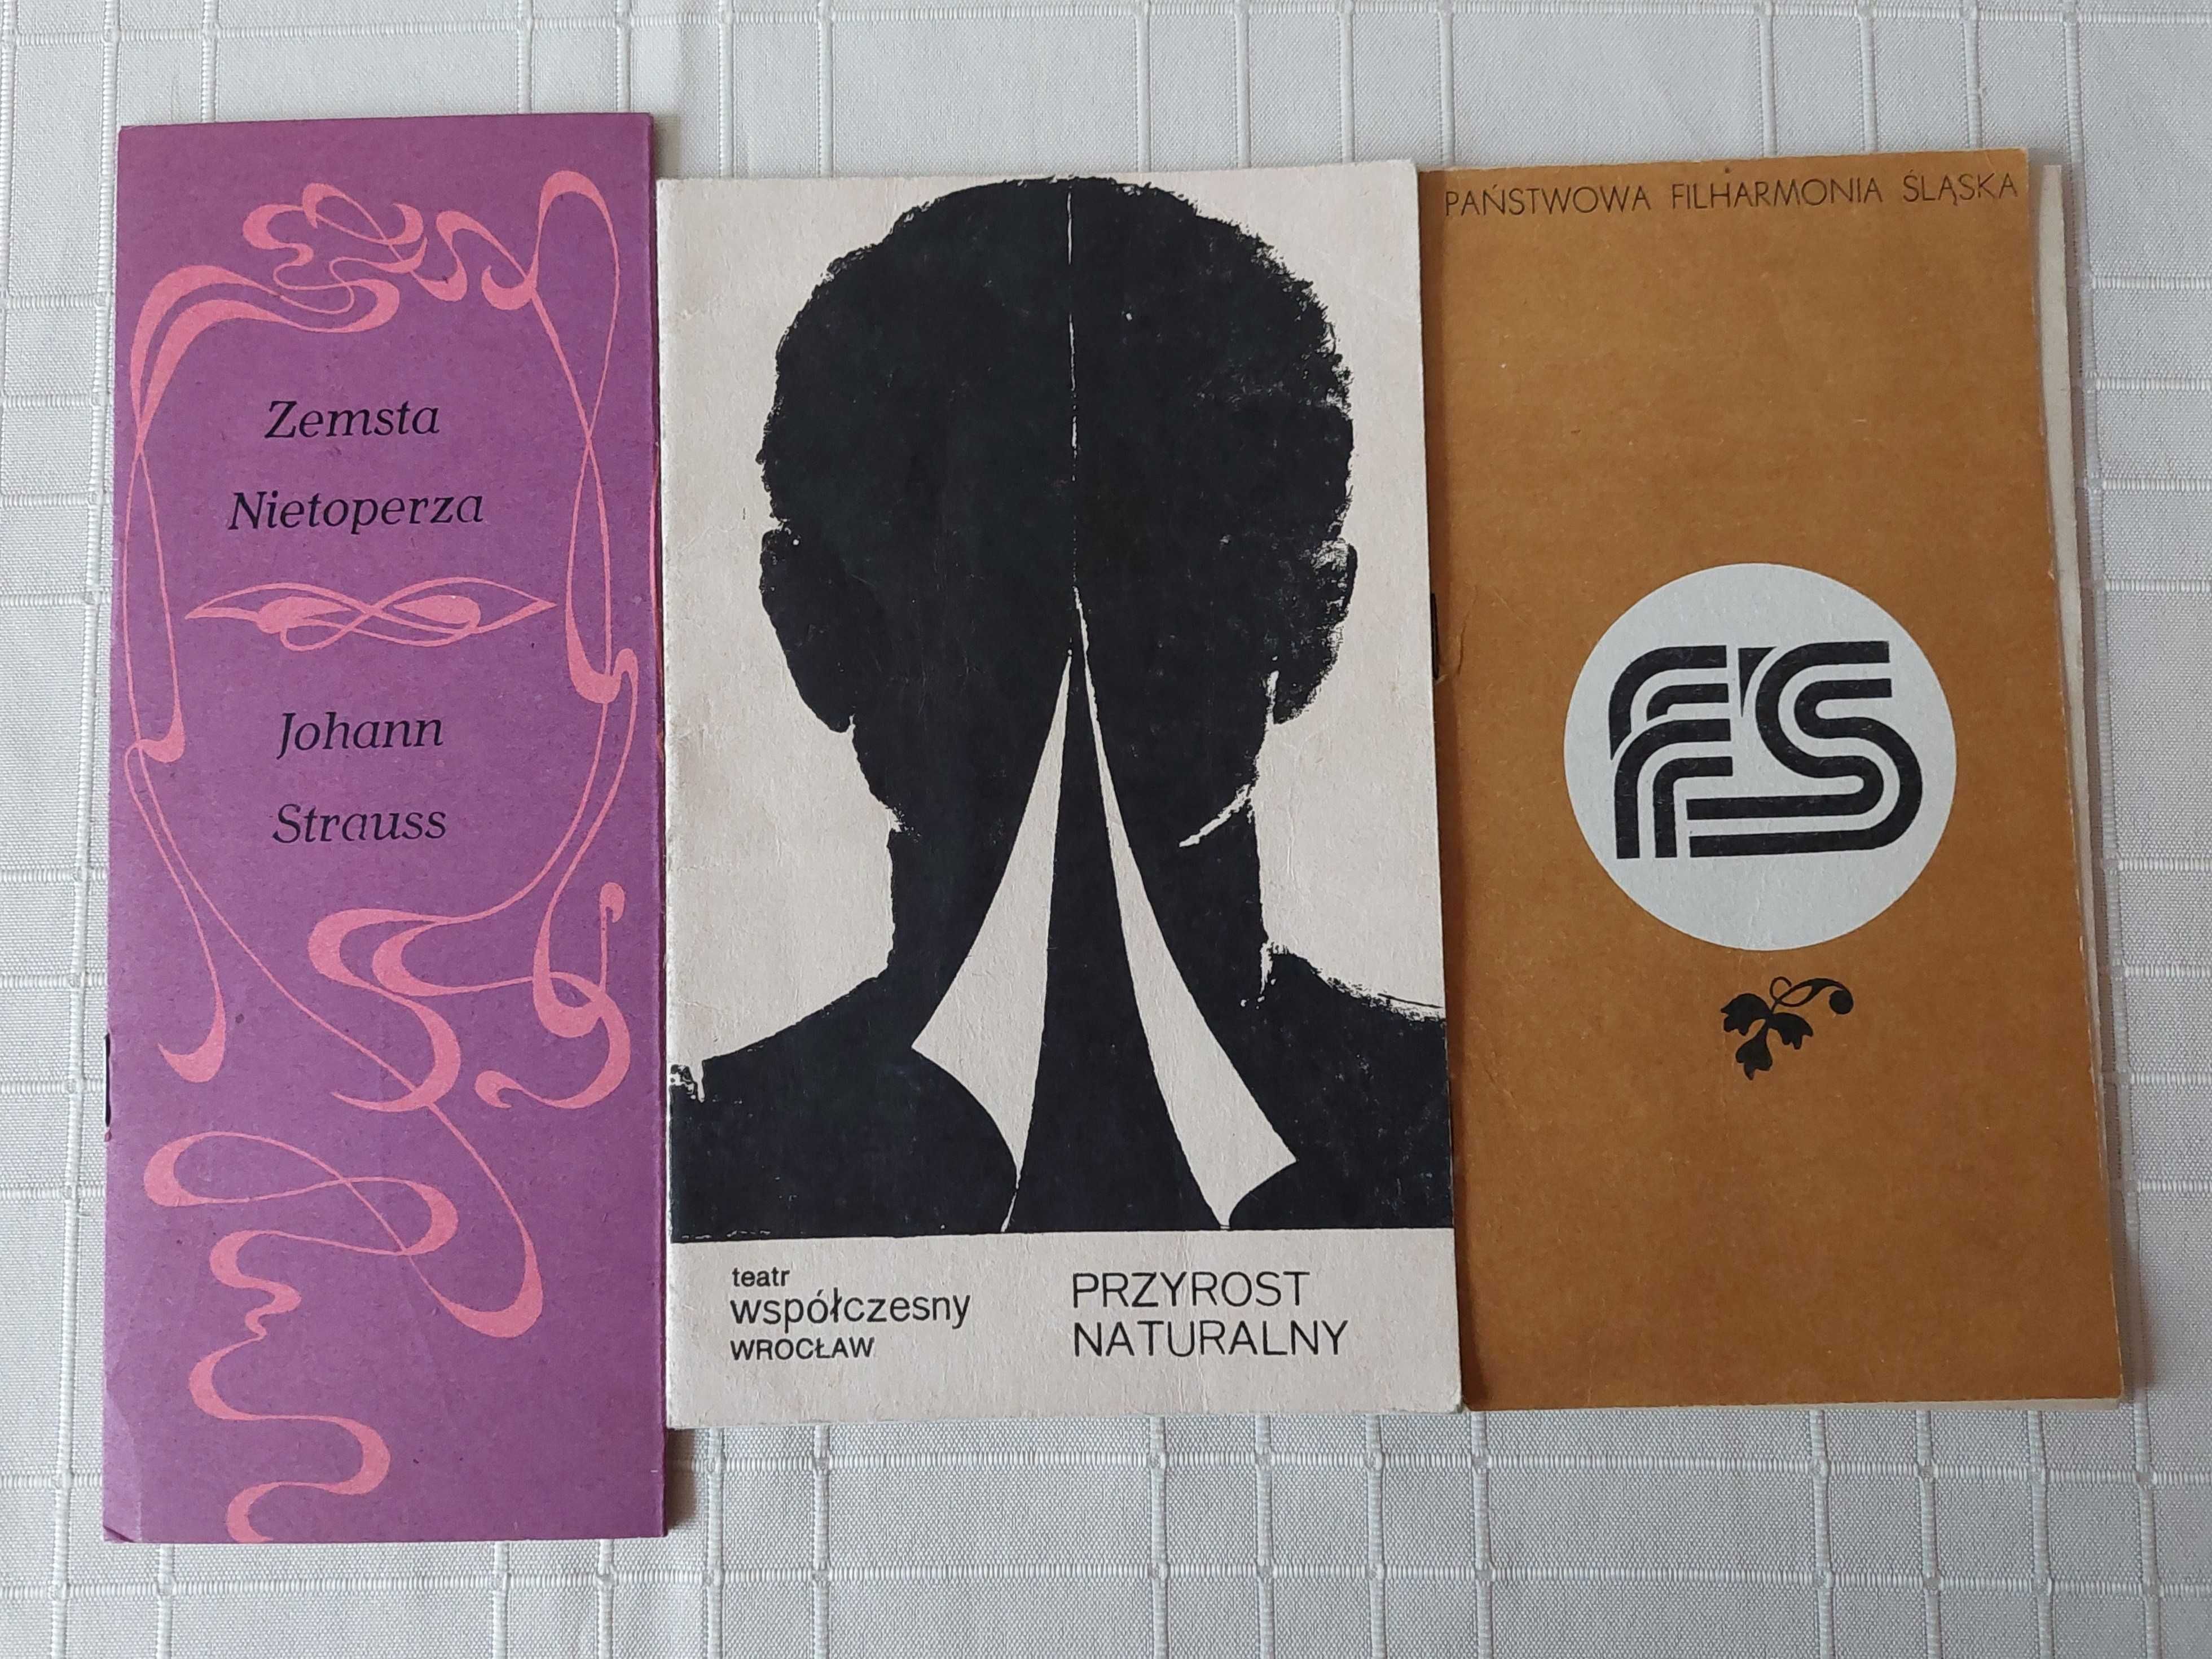 Zemsta
Nietoperza
Johann
Strauss
teatr
współczesny
WROCŁAW
PRZYROST
NATURALNY
PAŃSTWOWA FILHARMONIA ŚLĄSKA
FS